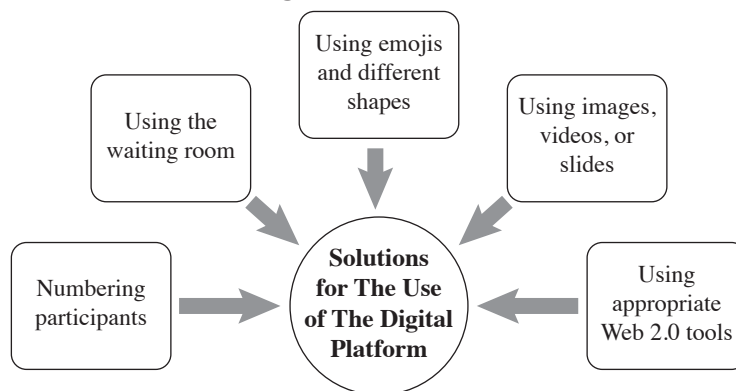 Using emojis
and different
shapes
Using the
waiting room
Using images,
videos, or
slides
Numbering
participants
Solutions
for The Use
of The Digital
Platform
Using
appropriate
Web 2.0 tools